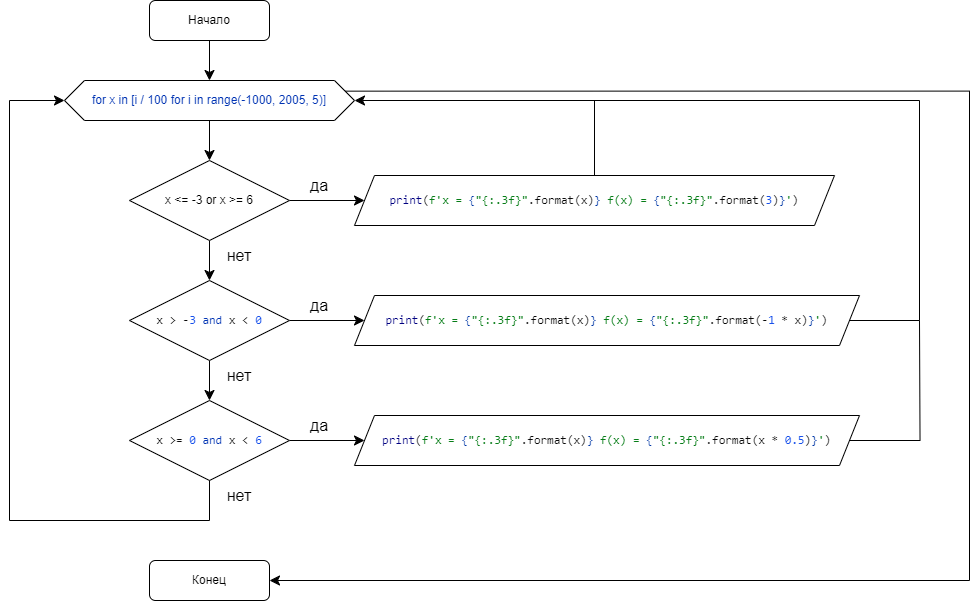 Начало
for x in [i / 100 for i in range(-1000, 2005, 5)]
x <= -3 or x >= 6
да
print(f'x = {"{:.3f}".format(x)} f(x) = {"{:.3f}".format(3)}')
нет
x > -3 and x < 0
да
print(f'x = {"{:.3f}".format(x)} f(x) = {"{:.3f}".format(-1 * x)}')
нет
x >= 0 and x < 6
да
print(f'x = {"{:.3f}".format(x)} f(x) = {"{:.3f}".format(x * 0.5)}')
нет
Конец